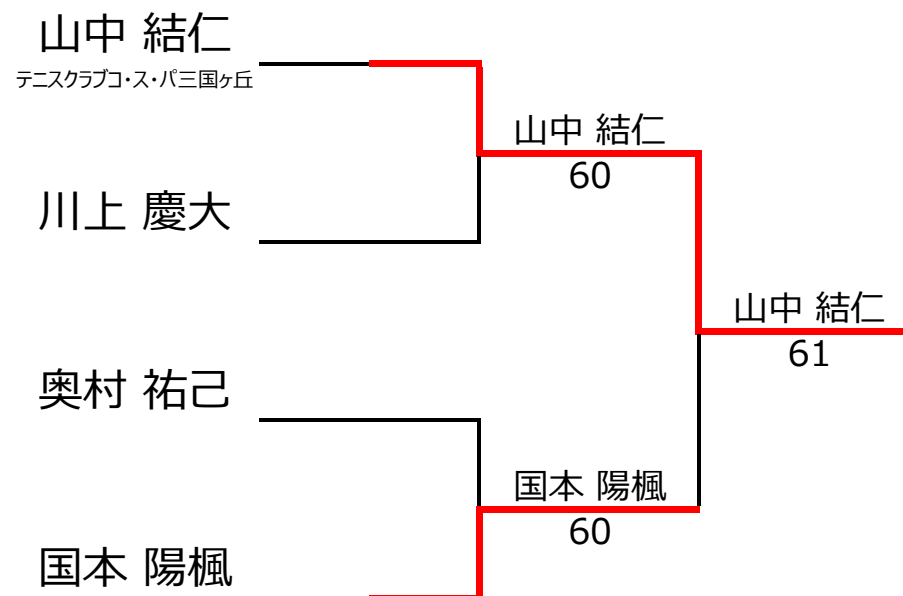 山中 結仁
テニスクラブコ・ス・パ三国ヶ丘
山中 結仁
60
川上 慶大
山中 結仁
61
奥村 祐己
国本 陽楓
60
国本 陽楓